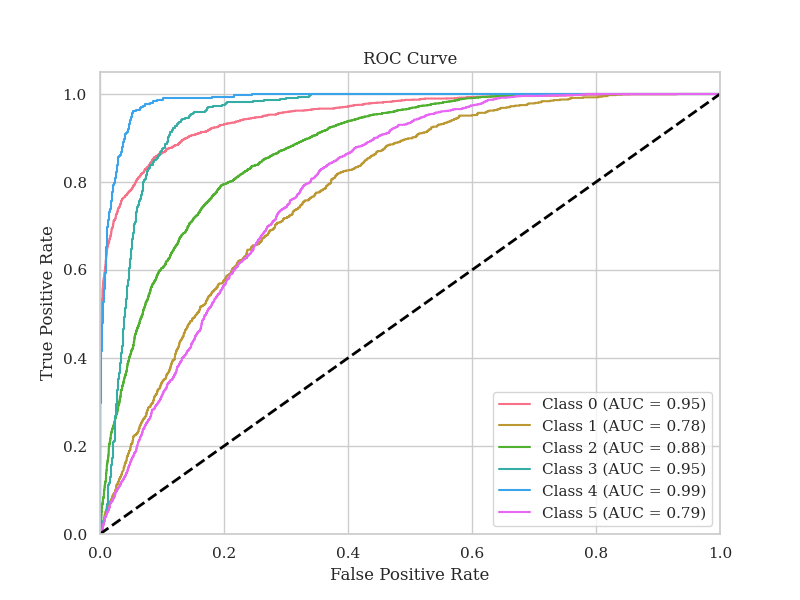 ROC Curve
True Positive Rate
1.0
0.8
0.6
0.4
0.2
0.0
Class 0 (AUC = 0.95)
Class 1 (AUC = 0.78)
Class 2 (AUC = 0.88)
Class 3 (AUC = 0.95)
Class 4 (AUC = 0.99)
Class 5 (AUC = 0.79)
0.0 0.2 0.4 0.6 0.8 1.0
False Positive Rate